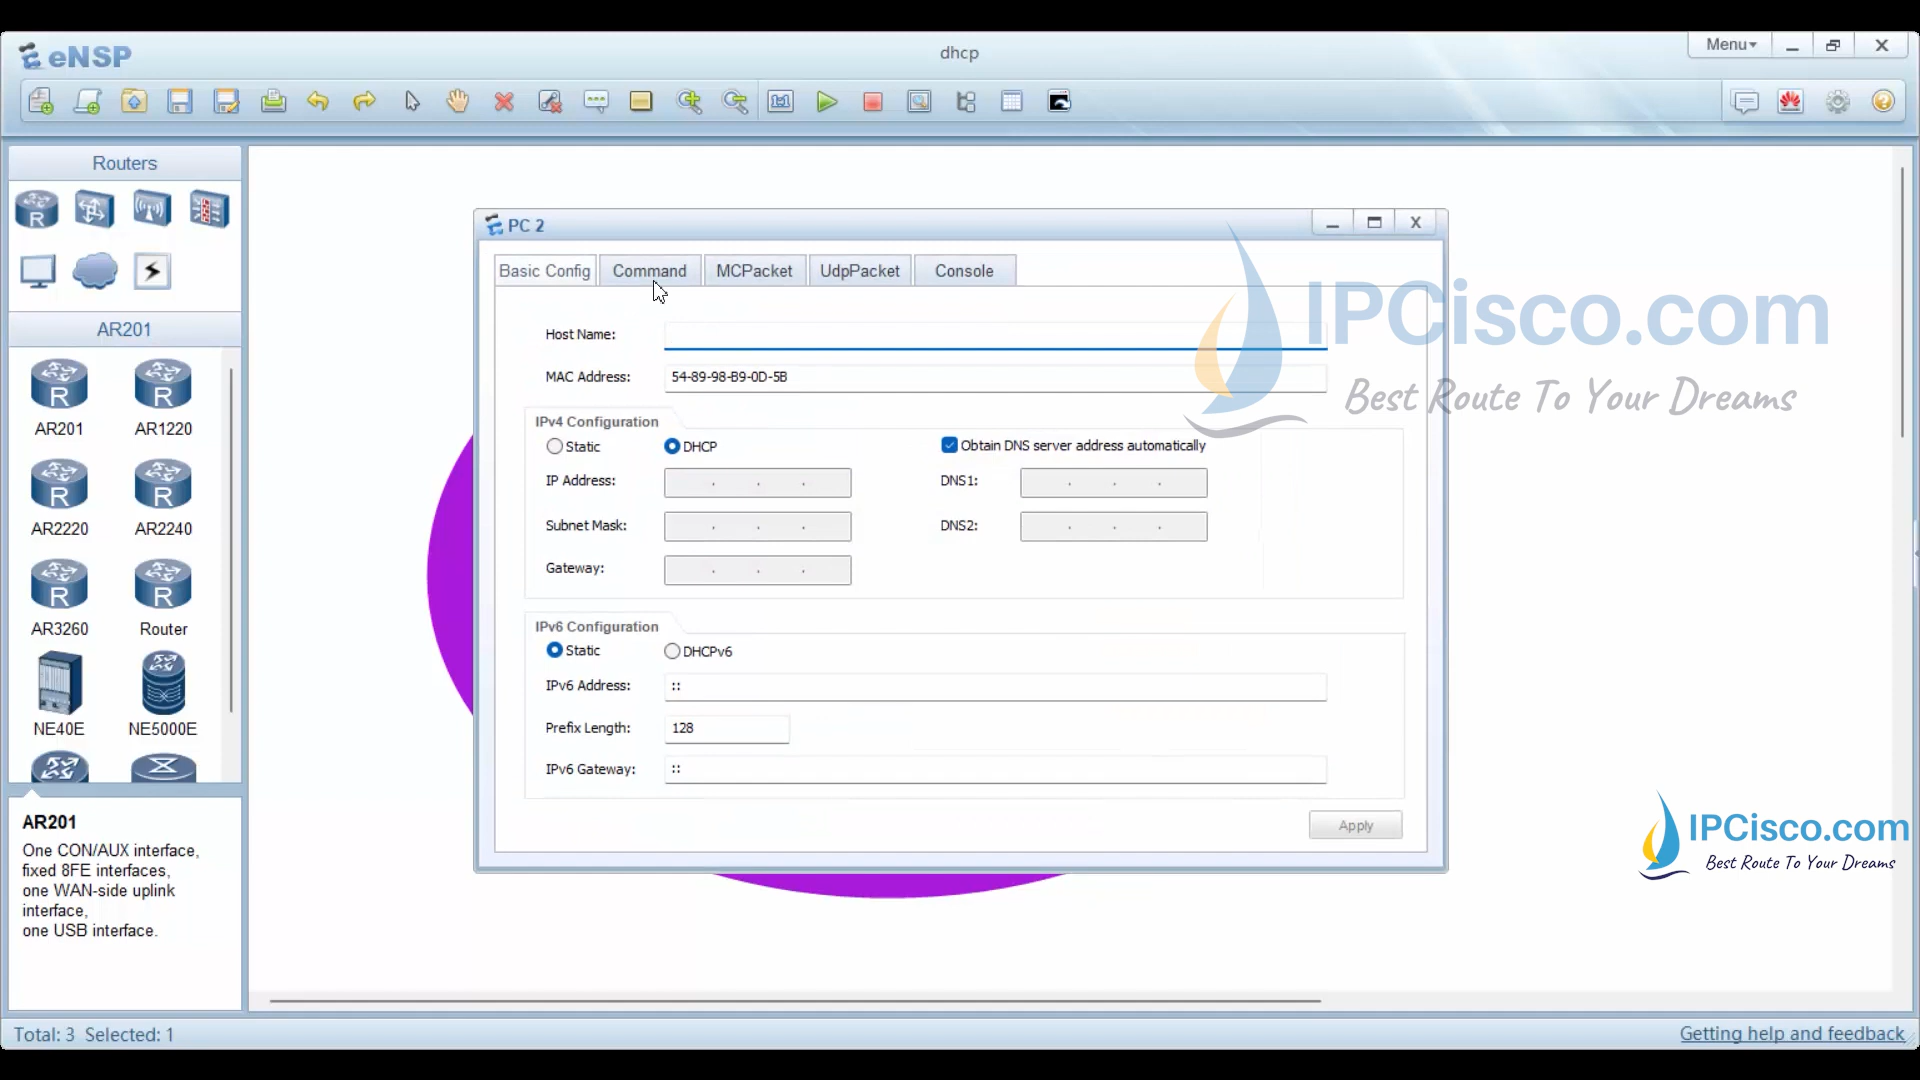 eNSP
dhcp
Menu
Routers
R
AR201
R
R
AR201
AR1220
R
R
AR2220
AR2240
R
R
AR3260
Router
NE40E
NE5000E
AR201
One CON/AUX interface,
fixed 8FE interfaces,
one WAN-side uplink
interface,
one USB interface.
PC 2
X
Basic Config Command MCPacket UdpPacket Console
Host Name:
MAC Address: 54-89-98-B9-0D-5B
IPv4 Configuration
Static DHCP Obtain DNS server address automatically
IP Address: . . . DNS1: . . .
Subnet Mask: . . . DNS2: . . .
Gateway: . . .
IPv6 Configuration
Static DHCPv6
IPv6 Address: ::
Prefix Length: 128
IPv6 Gateway: ::
Apply
IPCisco.com
Best Route To Your Dreams
IPCisco.com
Best Route To Your Dreams
Total: 3 Selected: 1
Getting help and feedback